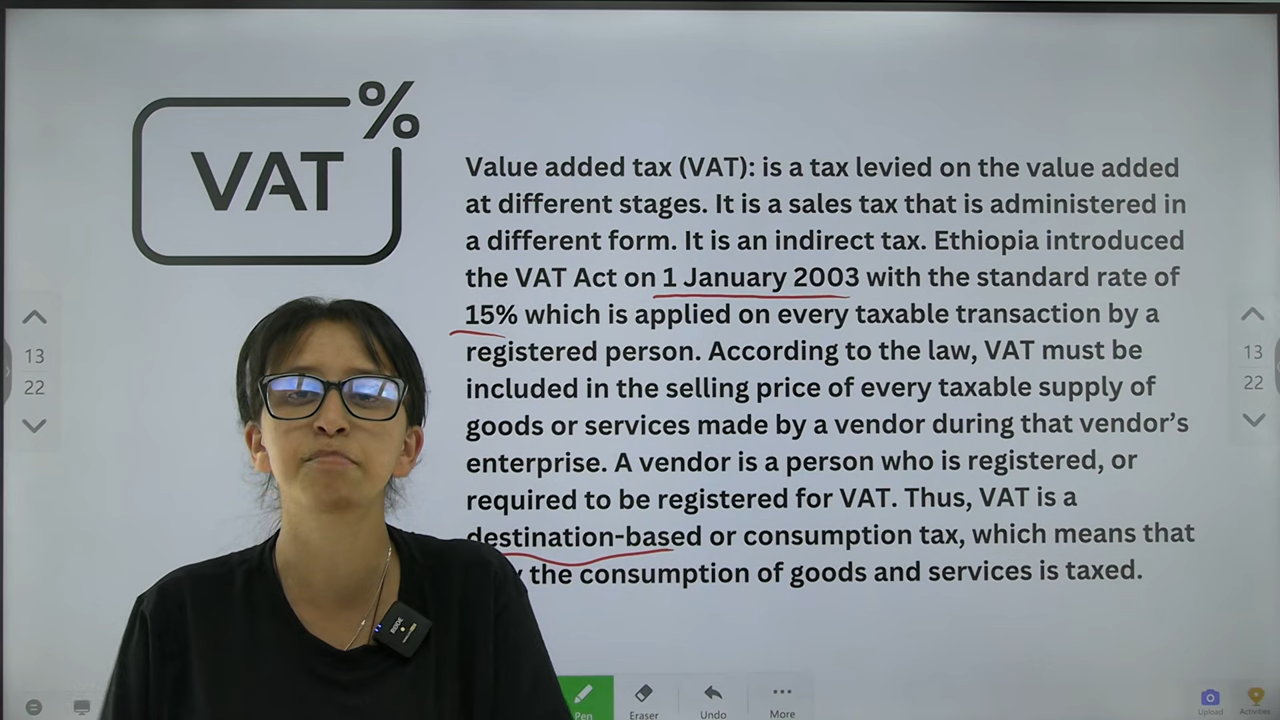 %
VAT
Value added tax (VAT): is a tax levied on the value added
at different stages. It is a sales tax that is administered in
a different form. It is an indirect tax. Ethiopia introduced
the VAT Act on 1 January 2003 with the standard rate of
15% which is applied on every taxable transaction by a
registered person. According to the law, VAT must be
included in the selling price of every taxable supply of
goods or services made by a vendor during that vendor’s
enterprise. A vendor is a person who is registered, or
required to be registered for VAT. Thus, VAT is a
destination-based or consumption tax, which means that
the consumption of goods and services is taxed.
13
22
13
22
Pen
Eraser
Undo
More
Upload
Activities